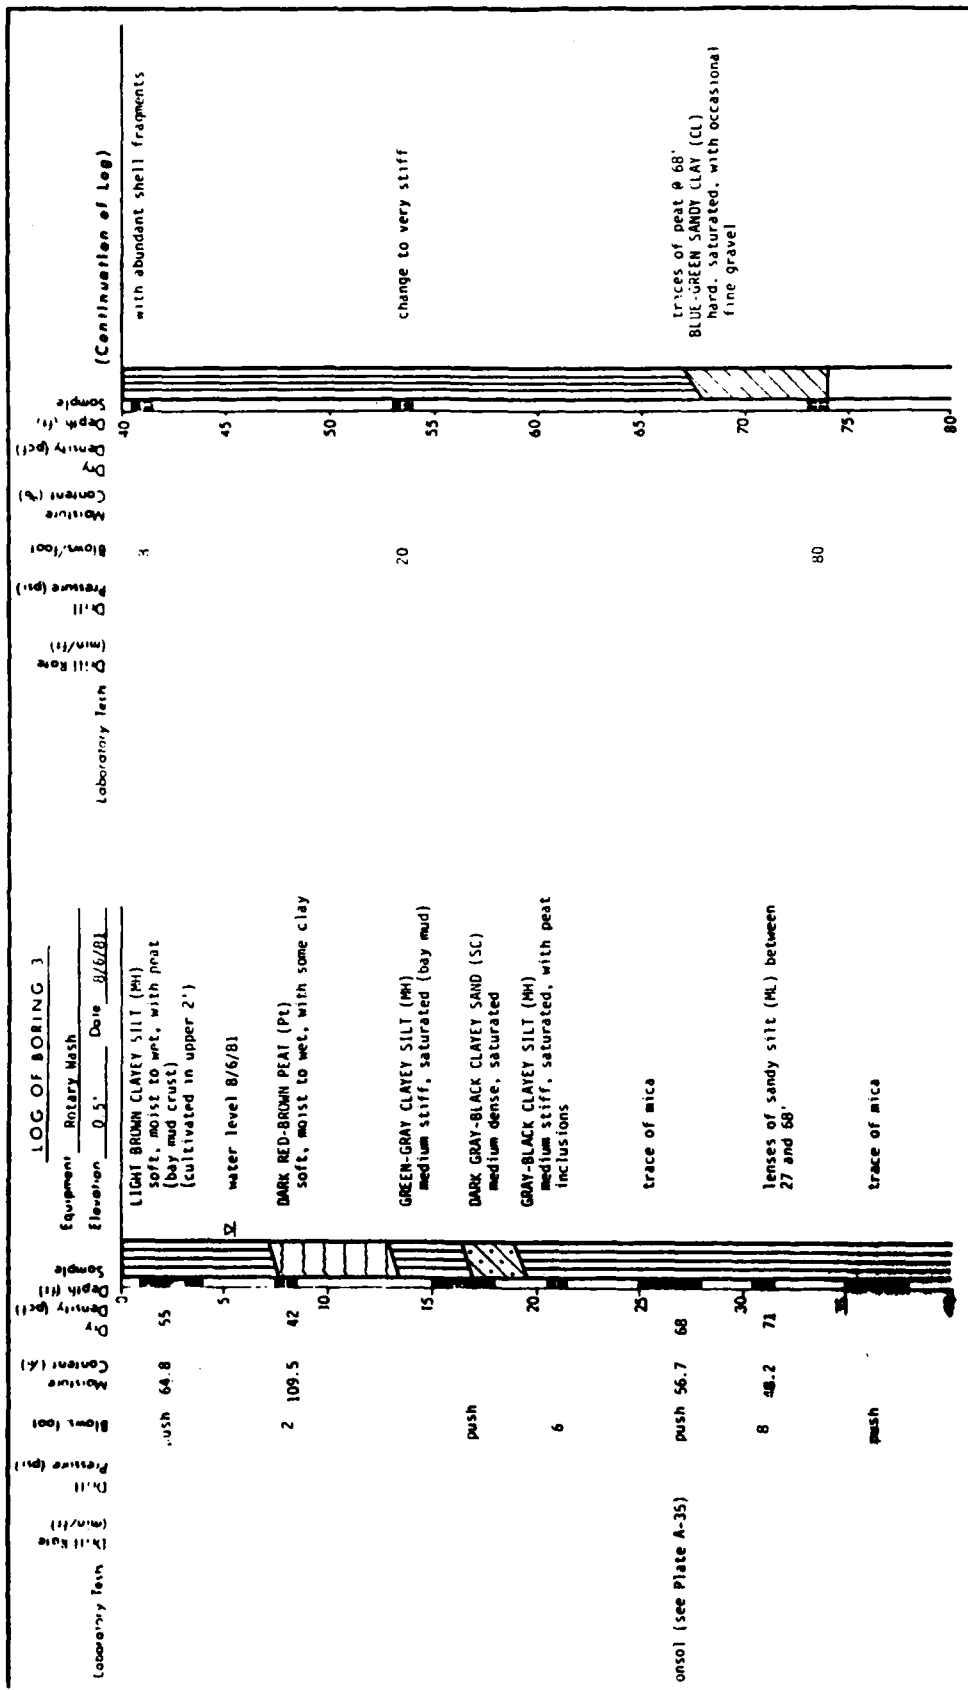 LOG OF BORING 3
Equipment Rotary Wash
Elevation 0.5' Date 8/6/81
Laboratory Tests
Drill Rate
(min/ft)
Drill
Pressure (psi)
Blows/foot
Moisture
Content (%)
Dry
Density (pcf)
Depth (ft)
Sample
0
LIGHT BROWN CLAYEY SILT (MH)
soft, moist to wet, with peat
(bay mud crust)
(cultivated in upper 2')
64.8 55
5
water level 8/6/81
DARK RED-BROWN PEAT (Pt)
soft, moist to wet, with some clay
2 109.5 42
10
GREEN-GRAY CLAYEY SILT (MH)
medium stiff, saturated (bay mud)
15
push
DARK GRAY-BLACK CLAYEY SAND (SC)
medium dense, saturated
GRAY-BLACK CLAYEY SILT (MH)
medium stiff, saturated, with peat
inclusions
20
6
25
trace of mica
onsol (see Plate A-35) push 56.7 68
30
8 48.2 71
lenses of sandy silt (ML) between
27 and 68'
35
push
trace of mica
40
(Continuation of Log)
Laboratory Tests
Drill Rate
(min/ft)
Drill
Pressure (psi)
Blows/foot
Moisture
Content (%)
Dry
Density (pcf)
Depth (ft)
Sample
40
with abundant shell fragments
45
50
20
change to very stiff
55
60
65
traces of peat @ 68'
BLUE-GREEN SANDY CLAY (CL)
hard, saturated, with occasional
fine gravel
70
80
75
80